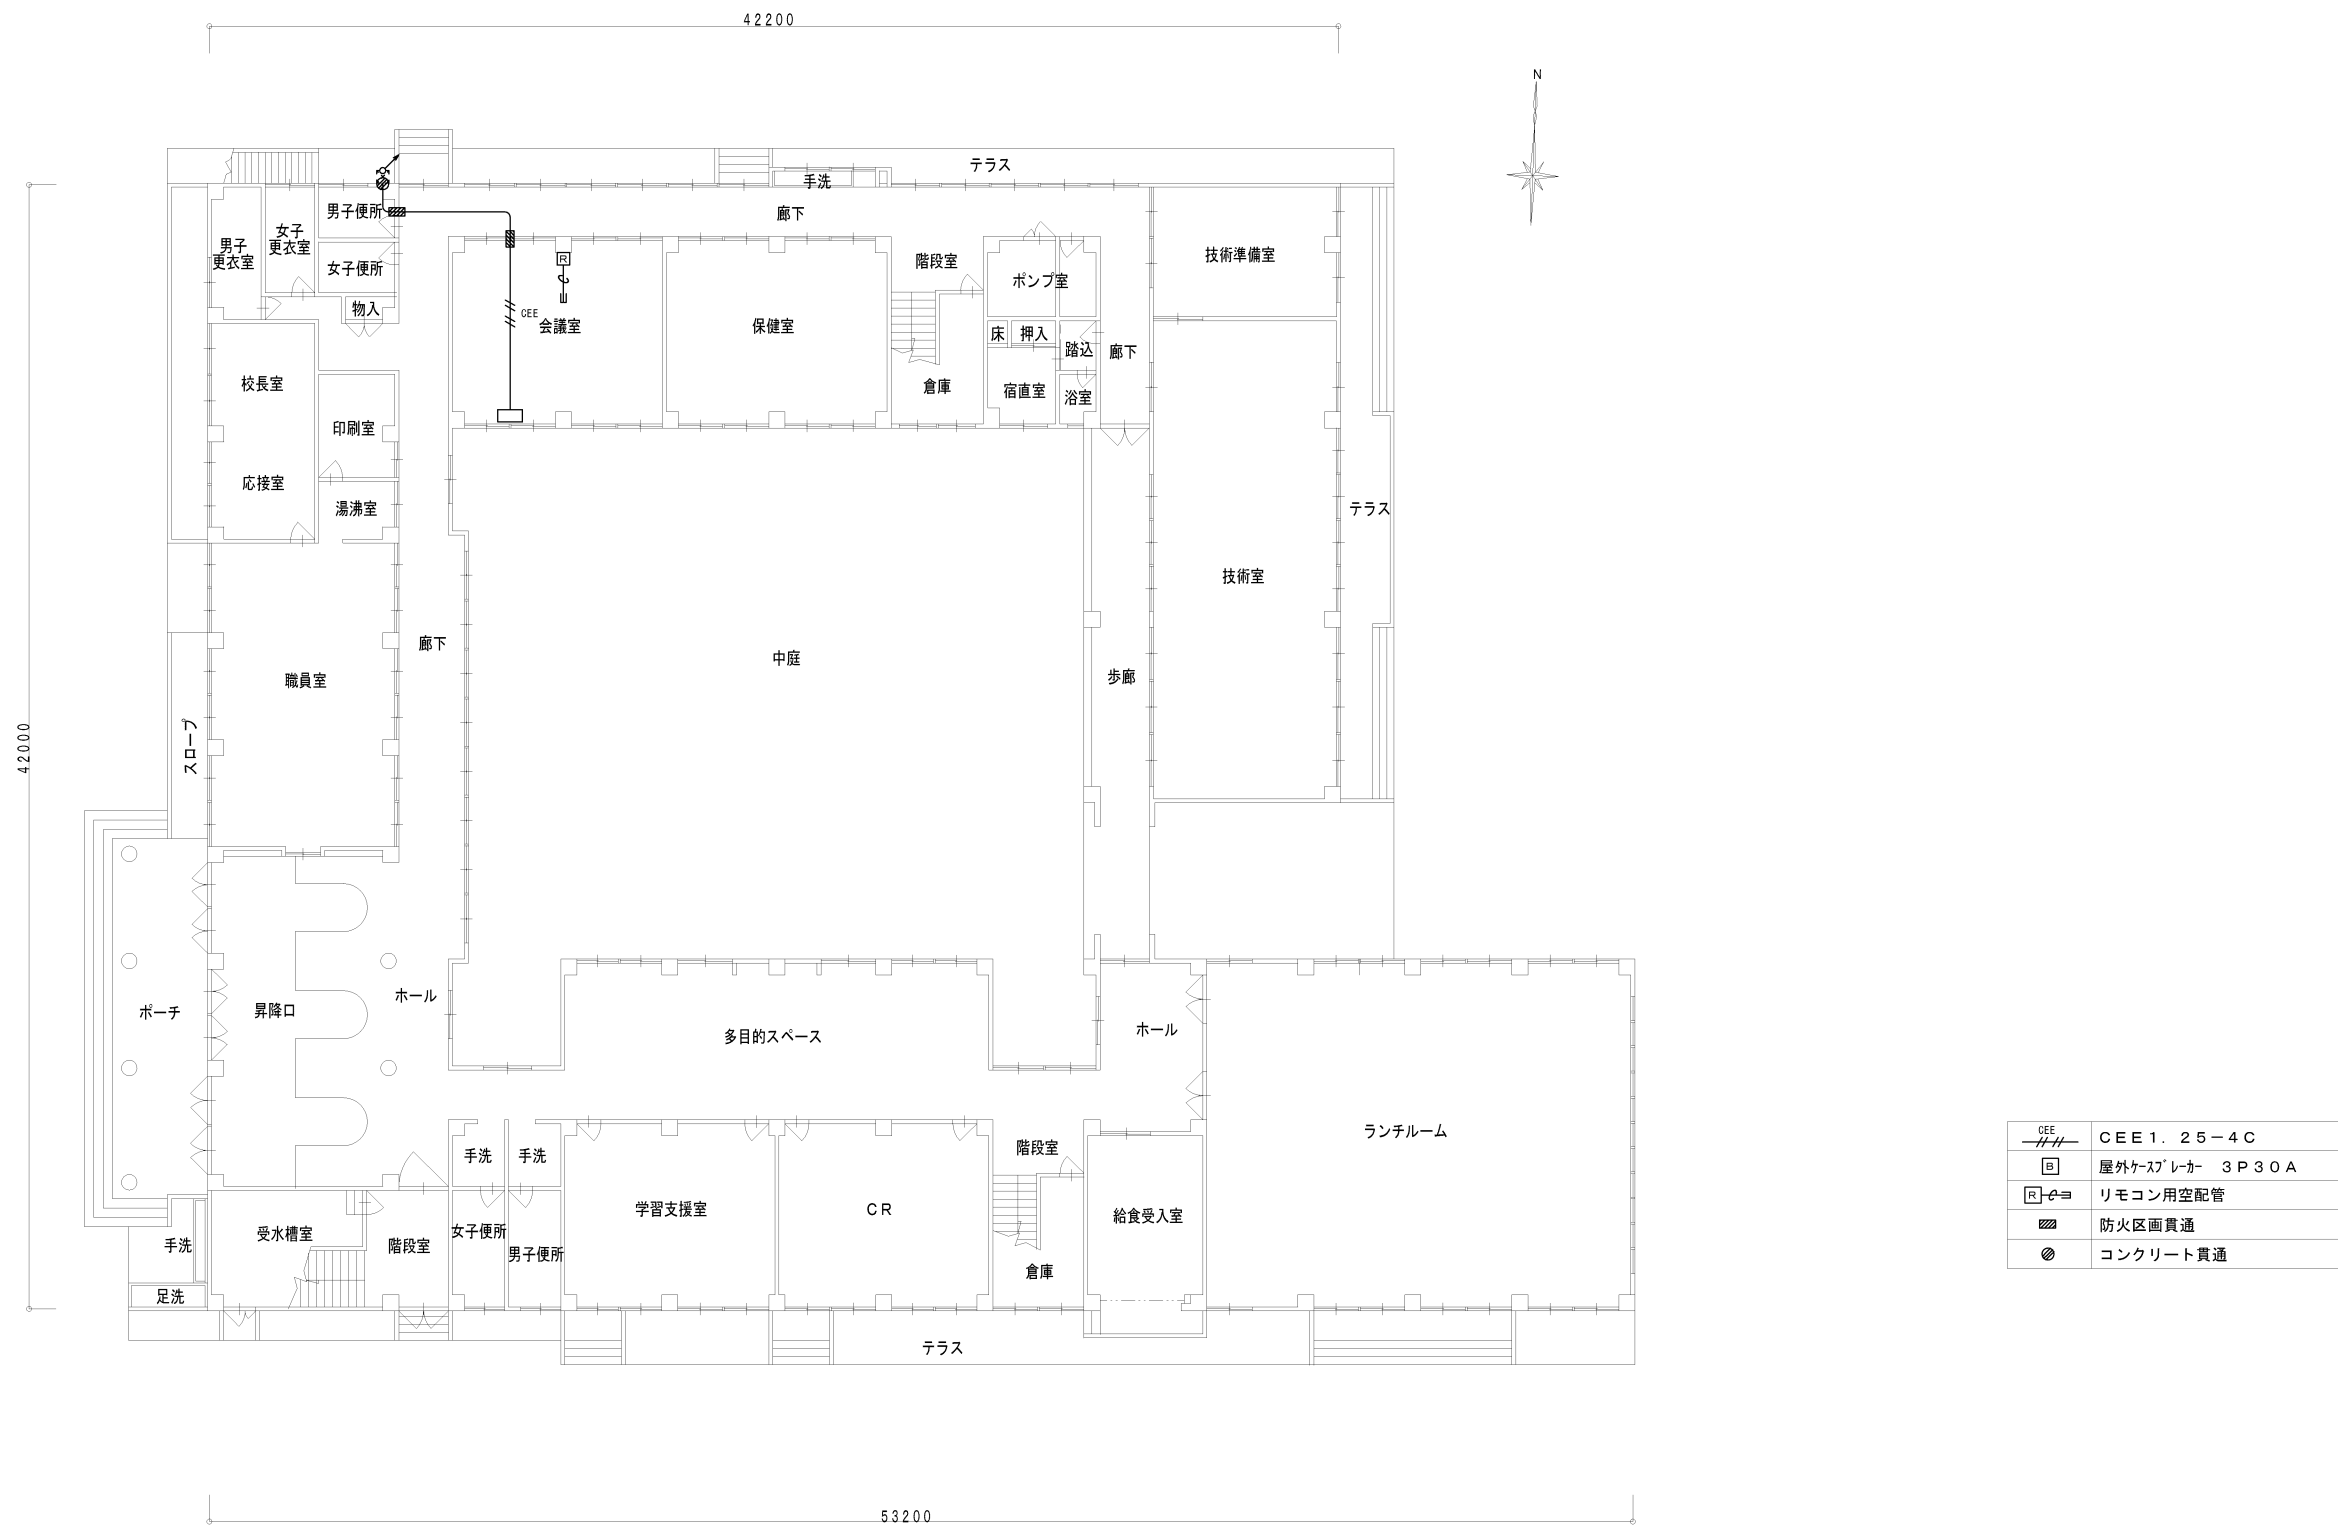 42200
N
テラス
手洗
廊下
男子便所
女子
更衣室
男子
更衣室
女子便所
物入
R
CEE
会議室
保健室
階段室
ポンプ室
技術準備室
床
押入
踏込
廊下
倉庫
宿直室
浴室
校長室
印刷室
応接室
湯沸室
テラス
技術室
廊下
中庭
歩廊
職員室
スロープ
42000
ポーチ
昇降口
ホール
多目的スペース
ホール
ランチルーム
手洗
手洗
階段室
学習支援室
CR
給食受入室
受水槽室
階段室
女子便所
男子便所
手洗
倉庫
足洗
テラス
53200
CEE
CEE1.25-4C
B
屋外ケースブレーカー 3P30A
R
リモコン用空配管
防火区画貫通
コンクリート貫通